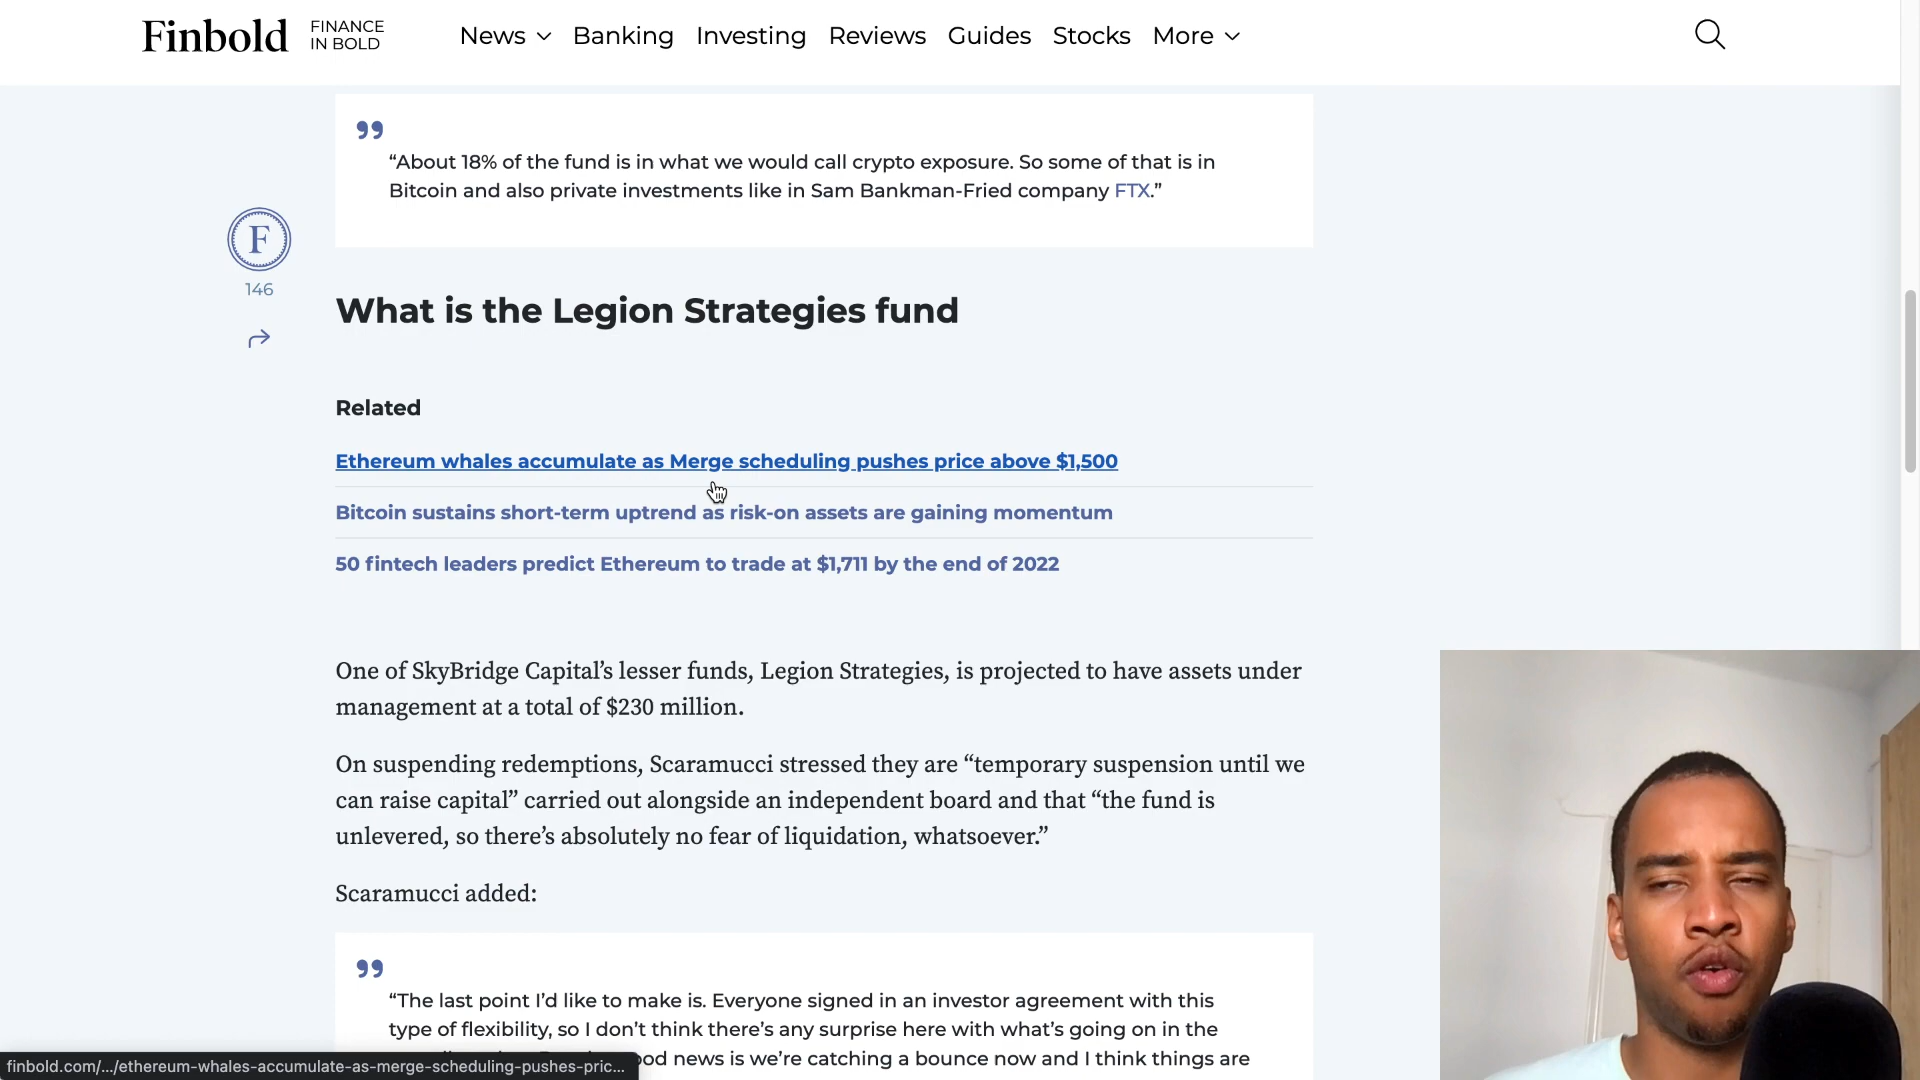 Finbold FINANCE
IN BOLD
News Banking Investing Reviews Guides Stocks More
“About 18% of the fund is in what we would call crypto exposure. So some of that is in
Bitcoin and also private investments like in Sam Bankman-Fried company FTX.”
F
146
What is the Legion Strategies fund
Related
Ethereum whales accumulate as Merge scheduling pushes price above $1,500
Bitcoin sustains short-term uptrend as risk-on assets are gaining momentum
50 fintech leaders predict Ethereum to trade at $1,711 by the end of 2022
One of SkyBridge Capital’s lesser funds, Legion Strategies, is projected to have assets under
management at a total of $230 million.
On suspending redemptions, Scaramucci stressed they are “temporary suspension until we
can raise capital” carried out alongside an independent board and that “the fund is
unlevered, so there’s absolutely no fear of liquidation, whatsoever.”
Scaramucci added:
“The last point I’d like to make is. Everyone signed in an investor agreement with this
type of flexibility, so I don’t think there’s any surprise here with what’s going on in the
news is we’re catching a bounce now and I think things are
finbold.com/.../ethereum-whales-accumulate-as-merge-scheduling-pushes-pric...